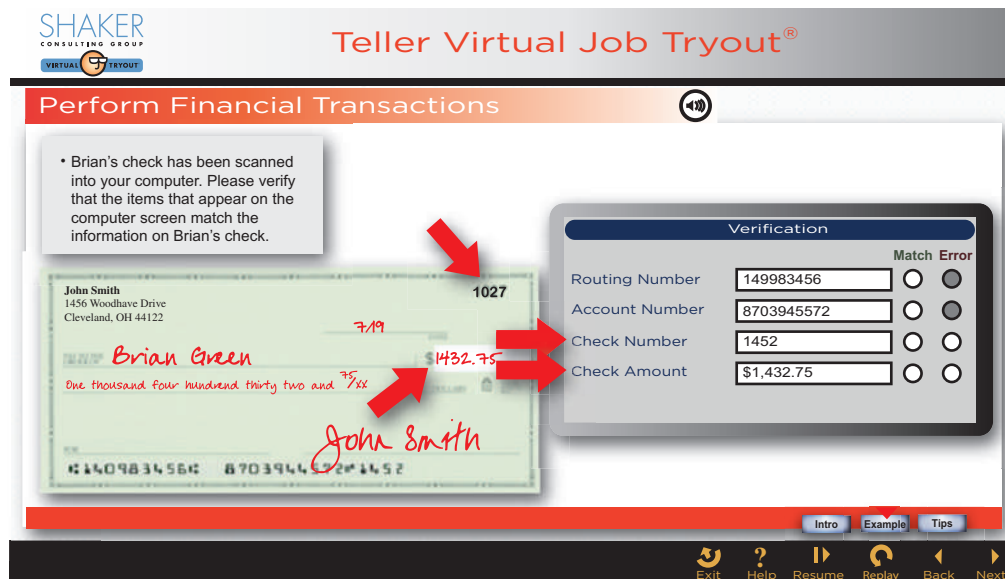 SHAKER
CONSULTING GROUP
VIRTUAL TRYOUT
Teller Virtual Job Tryout®
Perform Financial Transactions
• Brian's check has been scanned
into your computer. Please verify
that the items that appear on the
computer screen match the
information on Brian's check.
John Smith
1456 Woodhave Drive
Cleveland, OH 44122
1027
7/19
Brian Green
$1432.75
One thousand four hundrend thirty two and 75/xx
John Smith
⑆140983456⑆ 8703944572⑈1452
Verification
Match Error
Routing Number 149983456
Account Number 8703945572
Check Number 1452
Check Amount $1,432.75
Intro Example Tips
Exit ? Help Resume Replay Back Next